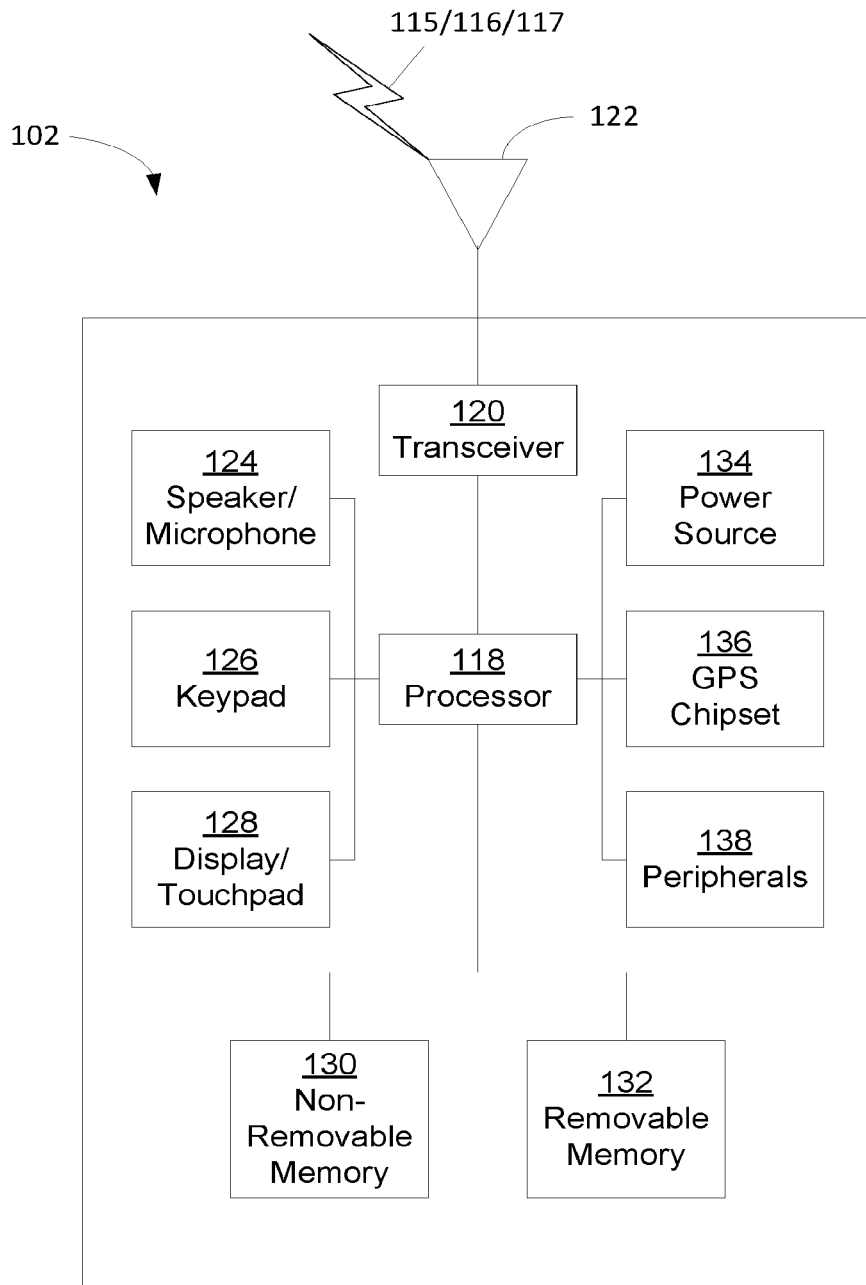 115/116/117
102
122
120
Transceiver
124
Speaker/
Microphone
134
Power
Source
126
Keypad
118
Processor
136
GPS
Chipset
128
Display/
Touchpad
138
Peripherals
130
Non-
Removable
Memory
132
Removable
Memory